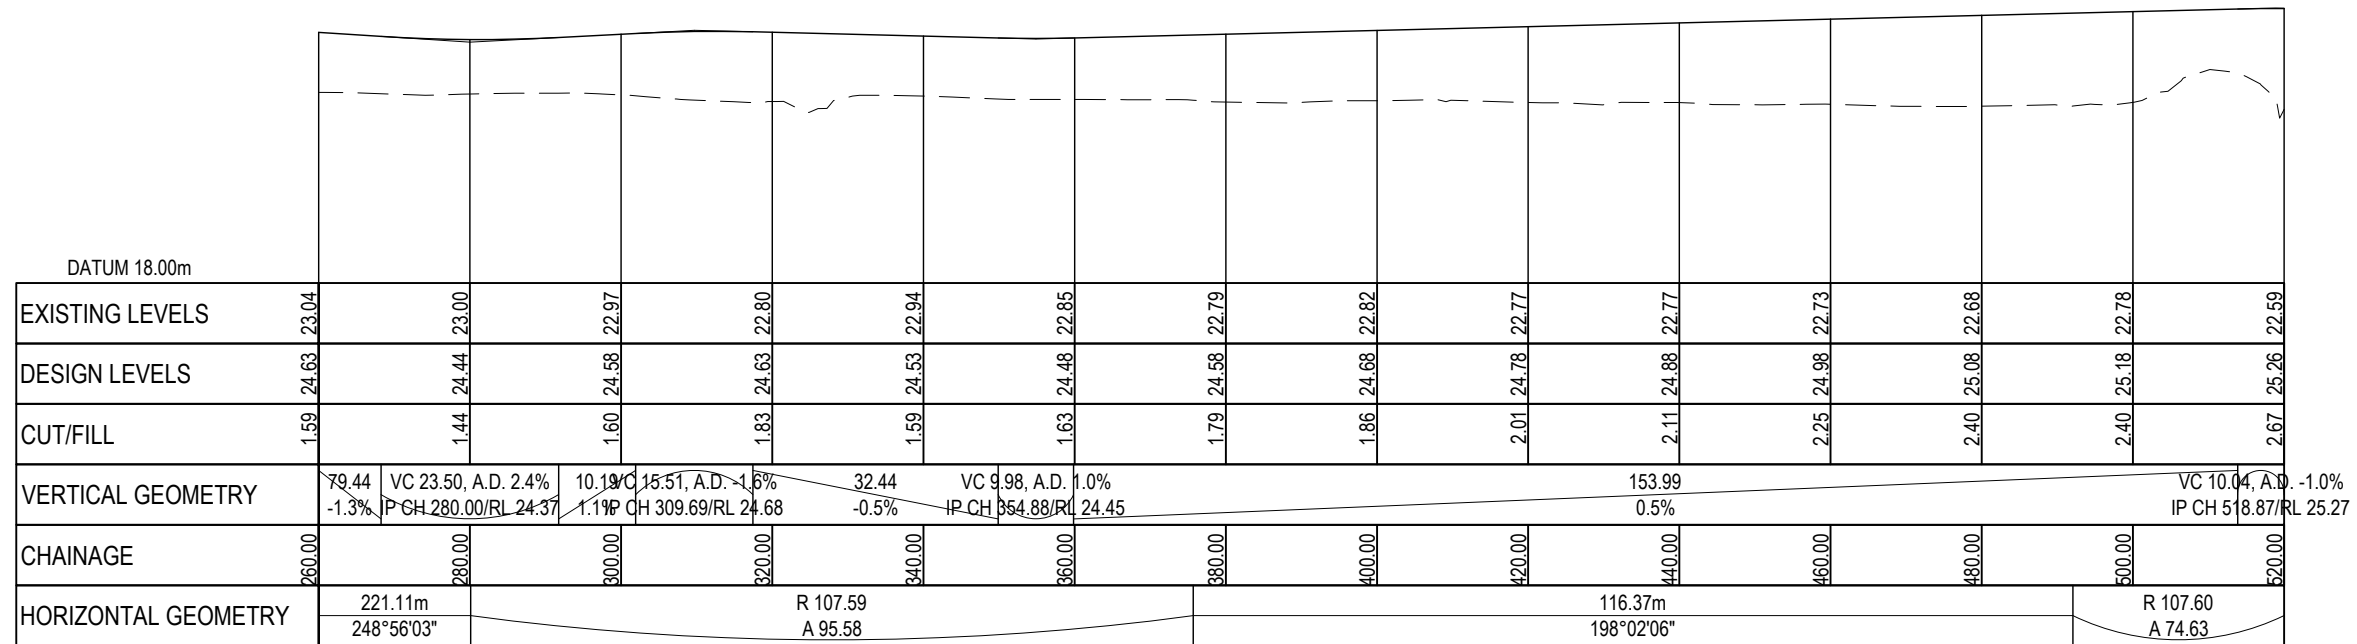 DATUM 18.00m
EXISTING LEVELS 23.04 23.00 22.97 22.80 22.94 22.85 22.79 22.82 22.77 22.77 22.73 22.68 22.78 22.59
DESIGN LEVELS 24.63 24.44 24.58 24.63 24.53 24.48 24.58 24.68 24.78 24.88 24.98 25.08 25.18 25.26
CUT/FILL 1.59 1.44 1.60 1.83 1.59 1.63 1.79 1.86 2.01 2.11 2.25 2.40 2.40 2.67
VERTICAL GEOMETRY
79.44 VC 23.50, A.D. 2.4% 10.19 VC 15.51, A.D. -1.6% 32.44 VC 9.98, A.D. 1.0% 153.99 VC 10.04, A.D. -1.0%
-1.3% IP CH 280.00/RL 24.37 1.1% IP CH 309.69/RL 24.68 -0.5% IP CH 354.88/RL 24.45 0.5% IP CH 518.87/RL 25.27
CHAINAGE 260.00 280.00 300.00 320.00 340.00 360.00 380.00 400.00 420.00 440.00 460.00 480.00 500.00 520.00
HORIZONTAL GEOMETRY
221.11m R 107.59 116.37m R 107.60
248°56'03" A 95.58 198°02'06" A 74.63